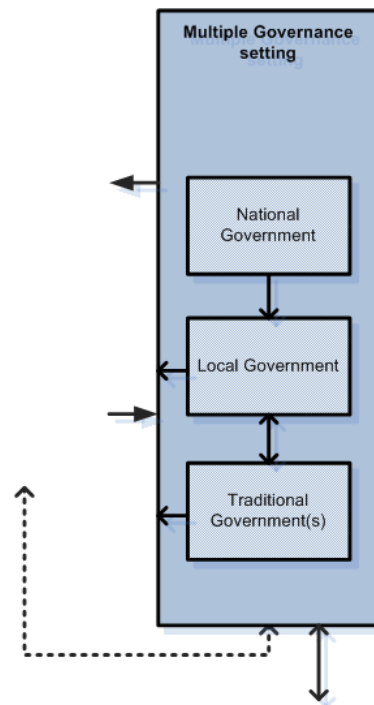 Multiple Governance
setting
National
Government
Local Government
Traditional
Government(s)